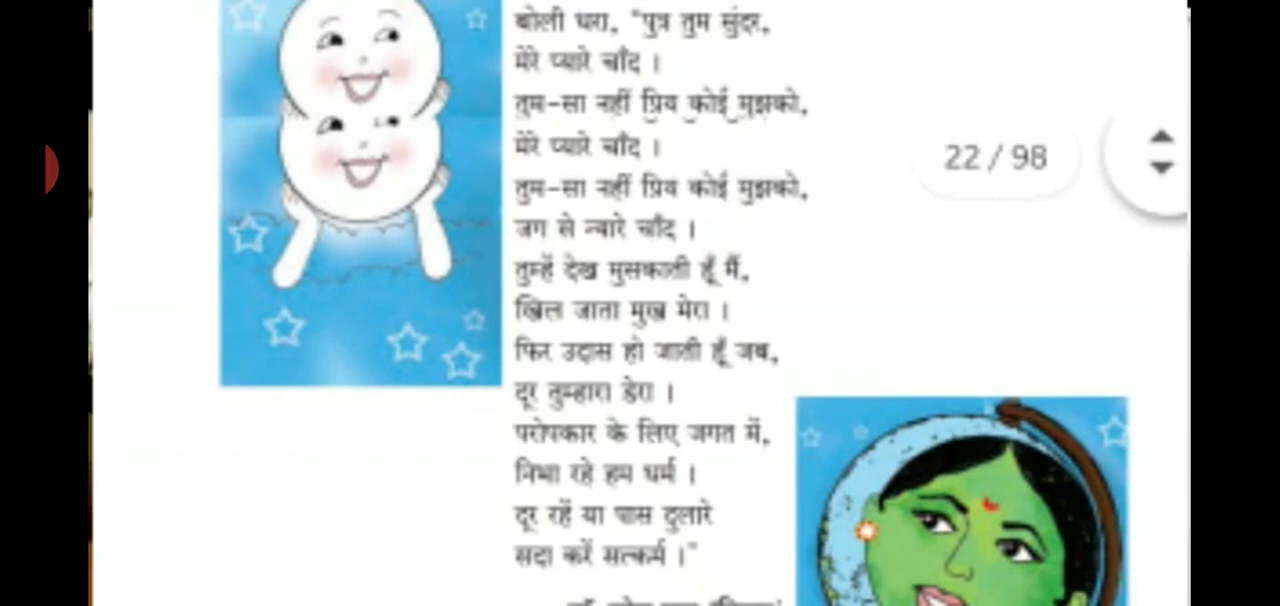 बोली धरा, "पुत्र तुम सुंदर,
मेरे प्यारे चाँद ।
तुम-सा नहीं प्रिय कोई मुझको,
मेरे प्यारे चाँद ।
तुम-सा नहीं प्रिय कोई मुझको,
जग से न्यारे चाँद ।
तुम्हें देख मुसकाती हूँ मैं,
खिल जाता मुख मेरा ।
फिर उदास हो जाती हूँ जब,
दूर तुम्हारा डेरा ।
परोपकार के लिए जगत में,
निभा रहे हम धर्म ।
दूर रहें या पास दुलारे
सदा करें सत्कर्म ।"
22 / 98